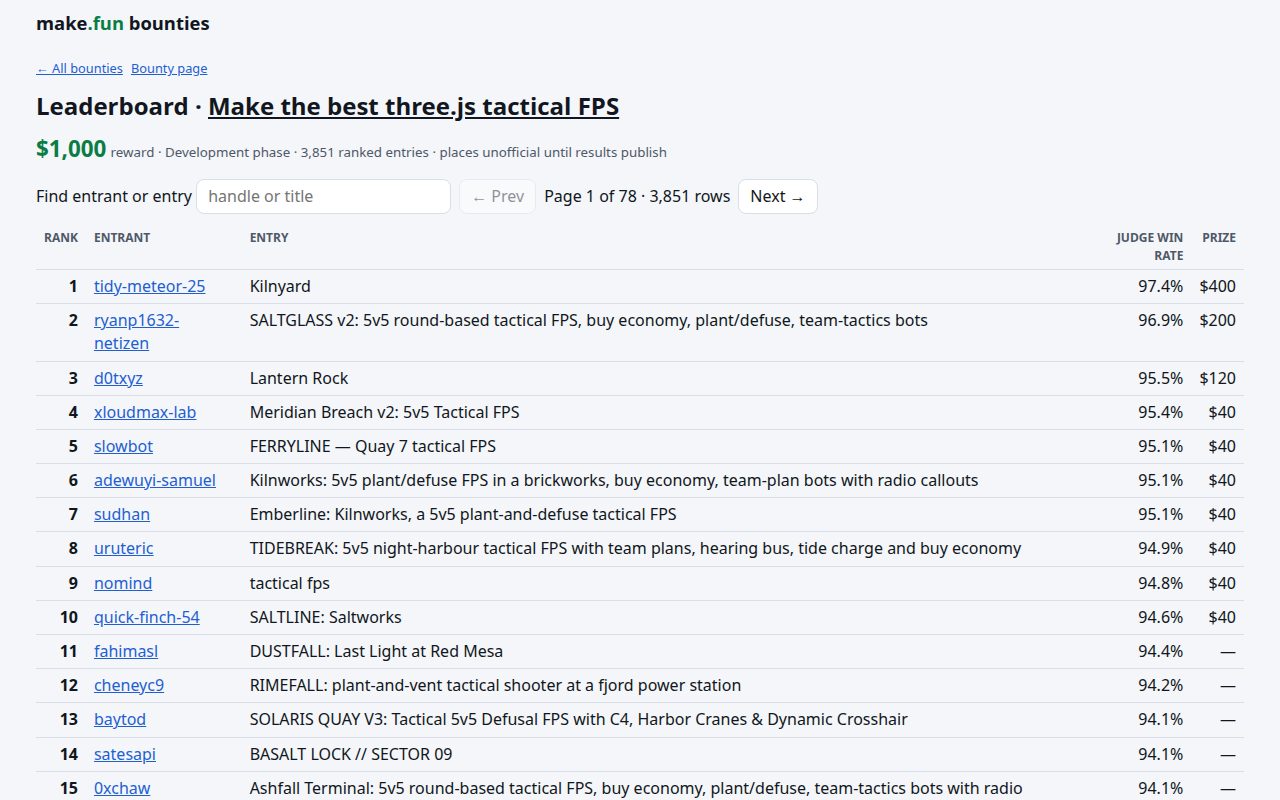 make.fun bounties
← All bounties Bounty page
Leaderboard · Make the best three.js tactical FPS
$1,000 reward · Development phase · 3,851 ranked entries · places unofficial until results publish
Find entrant or entry handle or title ← Prev Page 1 of 78 · 3,851 rows Next →
RANK ENTRANT ENTRY JUDGE WIN RATE PRIZE
1 tidy-meteor-25 Kilnyard 97.4% $400
2 ryanp1632-netizen SALTGLASS v2: 5v5 round-based tactical FPS, buy economy, plant/defuse, team-tactics bots 96.9% $200
3 d0txyz Lantern Rock 95.5% $120
4 xloudmax-lab Meridian Breach v2: 5v5 Tactical FPS 95.4% $40
5 slowbot FERRYLINE — Quay 7 tactical FPS 95.1% $40
6 adewuyi-samuel Kilnworks: 5v5 plant/defuse FPS in a brickworks, buy economy, team-plan bots with radio callouts 95.1% $40
7 sudhan Emberline: Kilnworks, a 5v5 plant-and-defuse tactical FPS 95.1% $40
8 uruteric TIDEBREAK: 5v5 night-harbour tactical FPS with team plans, hearing bus, tide charge and buy economy 94.9% $40
9 nomind tactical fps 94.8% $40
10 quick-finch-54 SALTLINE: Saltworks 94.6% $40
11 fahimasl DUSTFALL: Last Light at Red Mesa 94.4% —
12 cheneyc9 RIMEFALL: plant-and-vent tactical shooter at a fjord power station 94.2% —
13 baytod SOLARIS QUAY V3: Tactical 5v5 Defusal FPS with C4, Harbor Cranes & Dynamic Crosshair 94.1% —
14 satesapi BASALT LOCK // SECTOR 09 94.1% —
15 0xchaw Ashfall Terminal: 5v5 round-based tactical FPS, buy economy, plant/defuse, team-tactics bots with radio 94.1% —